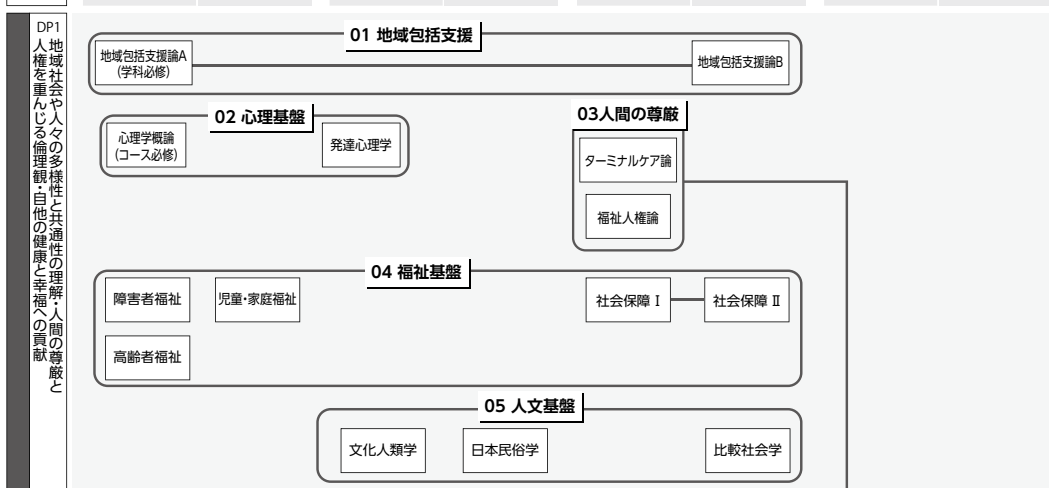 DP1
地域社会や人々の多様性と共通性の理解・人間の尊厳と
人権を重んじる倫理観・自他の健康と幸福への貢献
01 地域包括支援
地域包括支援論A
(学科必修)
地域包括支援論B
02 心理基盤
心理学概論
(コース必修)
発達心理学
03人間の尊厳
ターミナルケア論
福祉人権論
04 福祉基盤
障害者福祉
児童・家庭福祉
社会保障 Ⅰ
社会保障 Ⅱ
高齢者福祉
05 人文基盤
文化人類学
日本民俗学
比較社会学